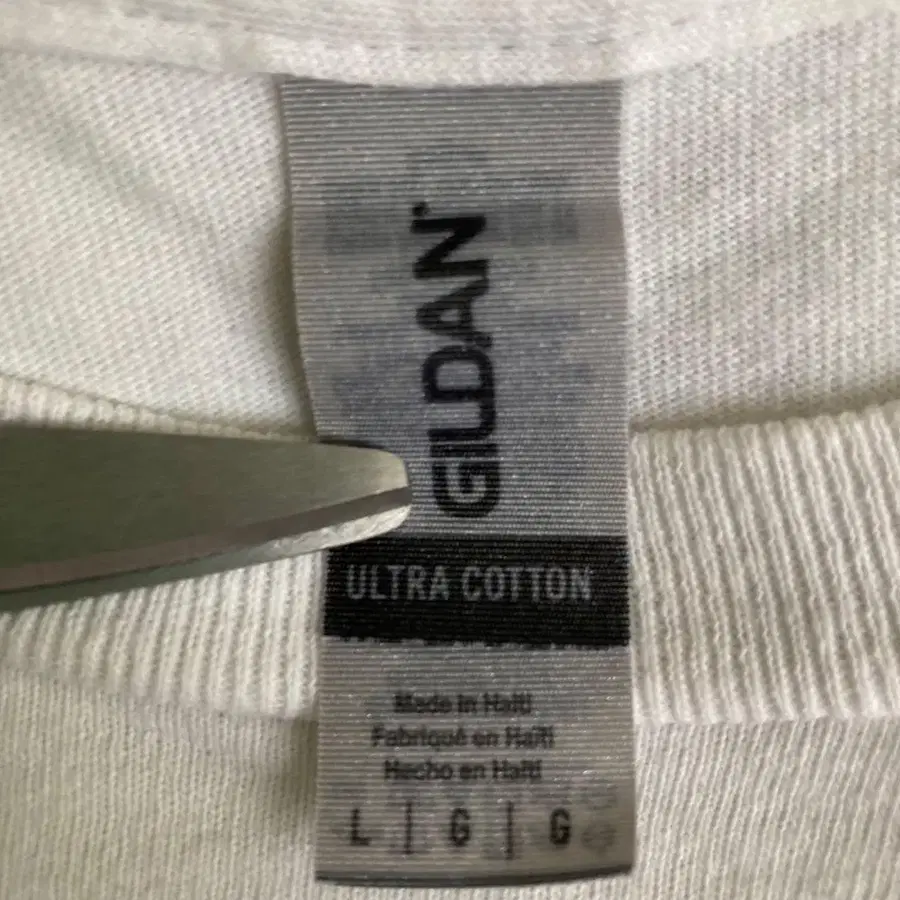 GILDAN®
ULTRA COTTON
Made in Haiti
Fabriqué en Haïti
Hecho en Haití
L | G | G